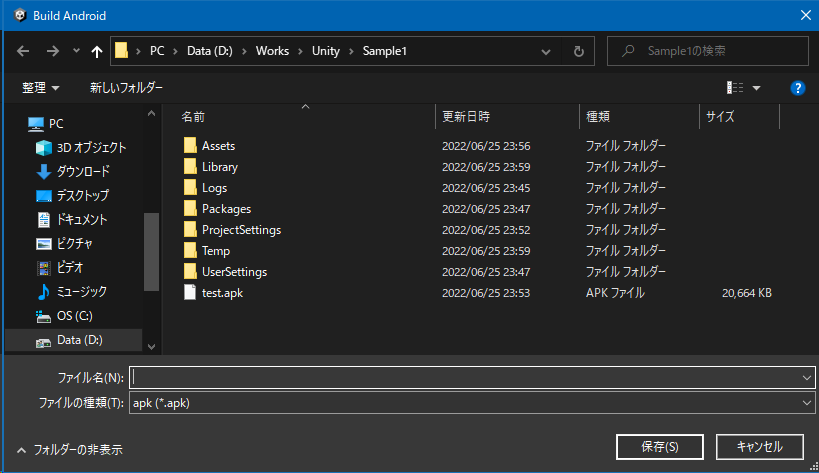 Build Android
PC > Data (D:) > Works > Unity > Sample1
Sample1の検索
整理
新しいフォルダー
名前 更新日時 種類 サイズ
PC
3D オブジェクト
ダウンロード
デスクトップ
ドキュメント
ピクチャ
ビデオ
ミュージック
OS (C:)
Data (D:)
Assets 2022/06/25 23:56 ファイル フォルダー
Library 2022/06/25 23:59 ファイル フォルダー
Logs 2022/06/25 23:45 ファイル フォルダー
Packages 2022/06/25 23:47 ファイル フォルダー
ProjectSettings 2022/06/25 23:52 ファイル フォルダー
Temp 2022/06/25 23:59 ファイル フォルダー
UserSettings 2022/06/25 23:47 ファイル フォルダー
test.apk 2022/06/25 23:53 APK ファイル 20,664 KB
ファイル名(N):
ファイルの種類(T): apk (*.apk)
フォルダーの非表示
保存(S)
キャンセル